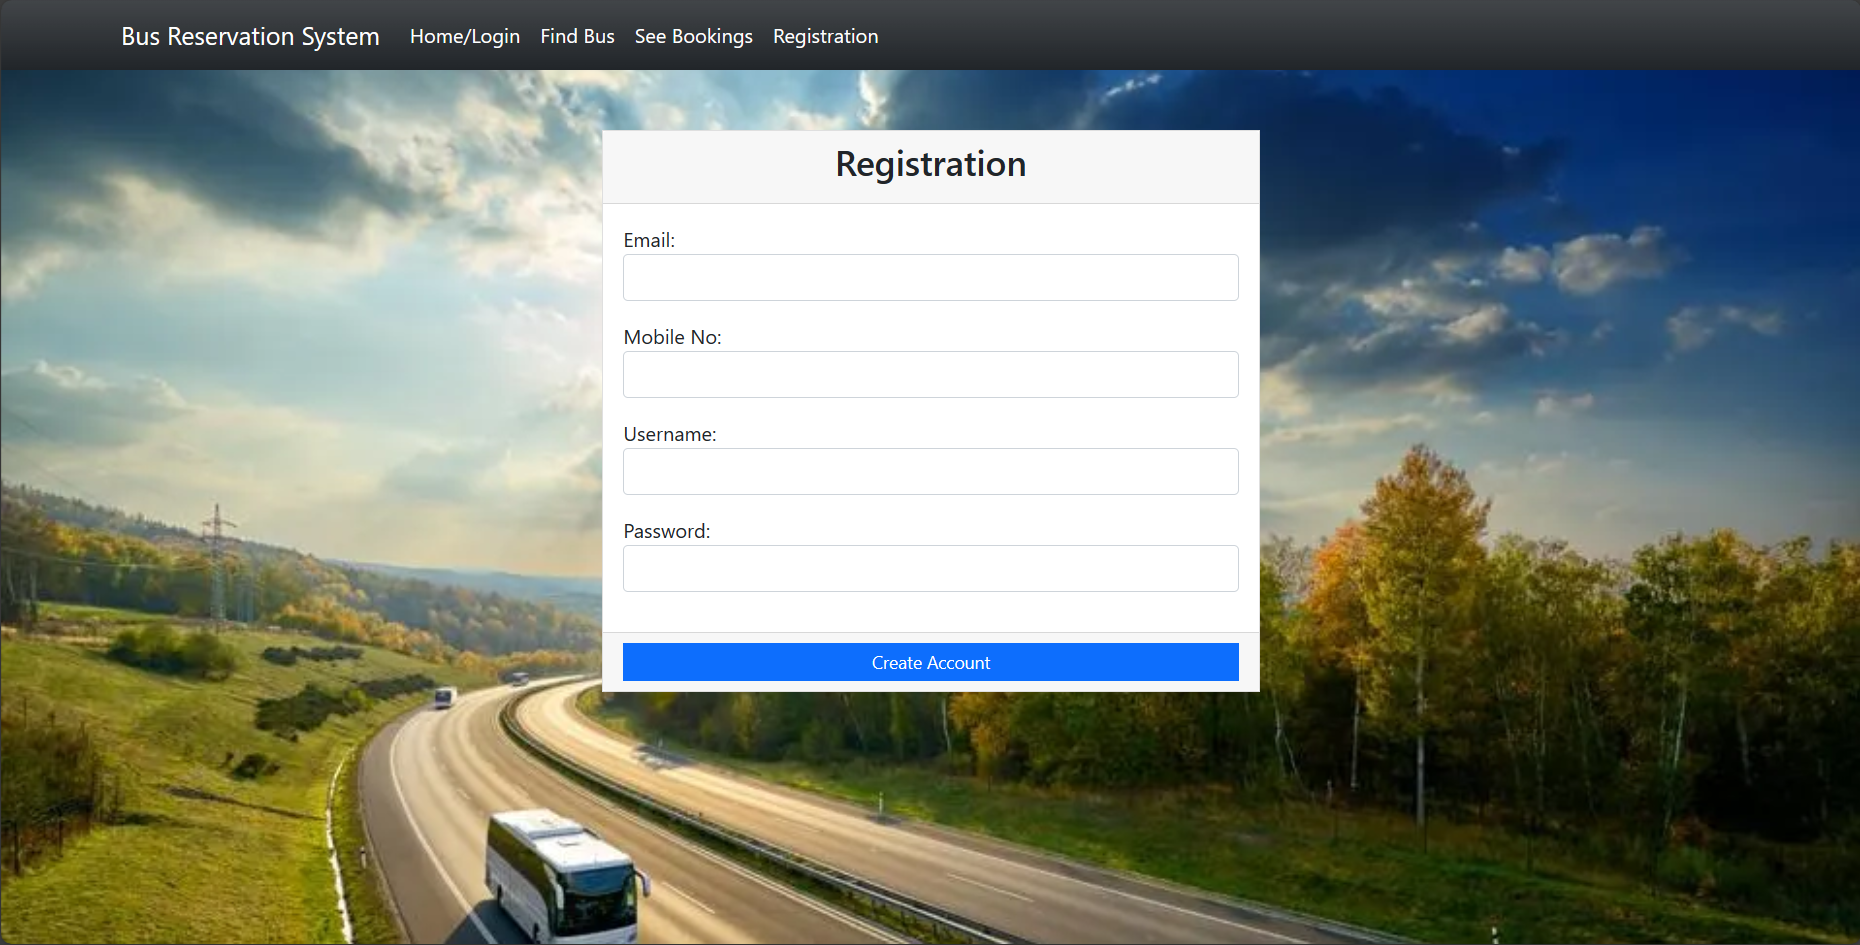 Bus Reservation System Home/Login Find Bus See Bookings Registration
Registration
Email:
Mobile No:
Username:
Password:
Create Account